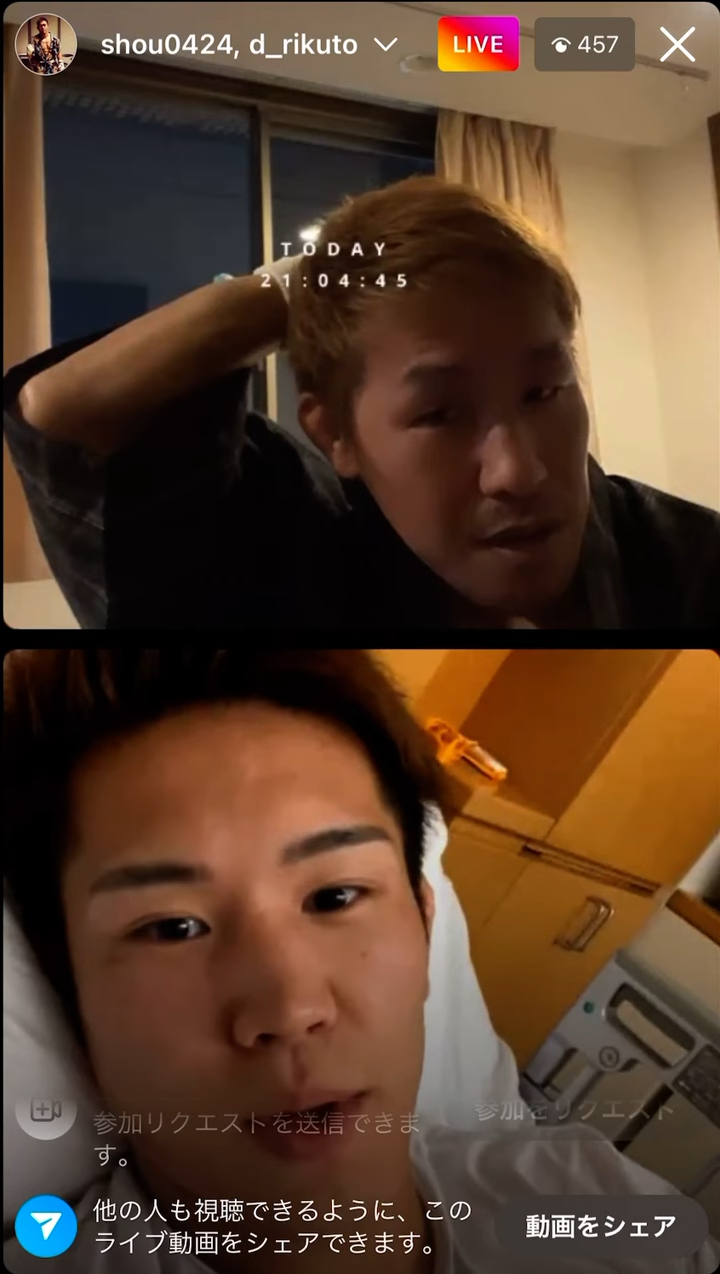 shou0424, d_rikuto
LIVE
457
TODAY
21:04:45
参加リクエストを送信できま
す。
参加をリクエスト
他の人も視聴できるように、この
ライブ動画をシェアできます。
動画をシェア